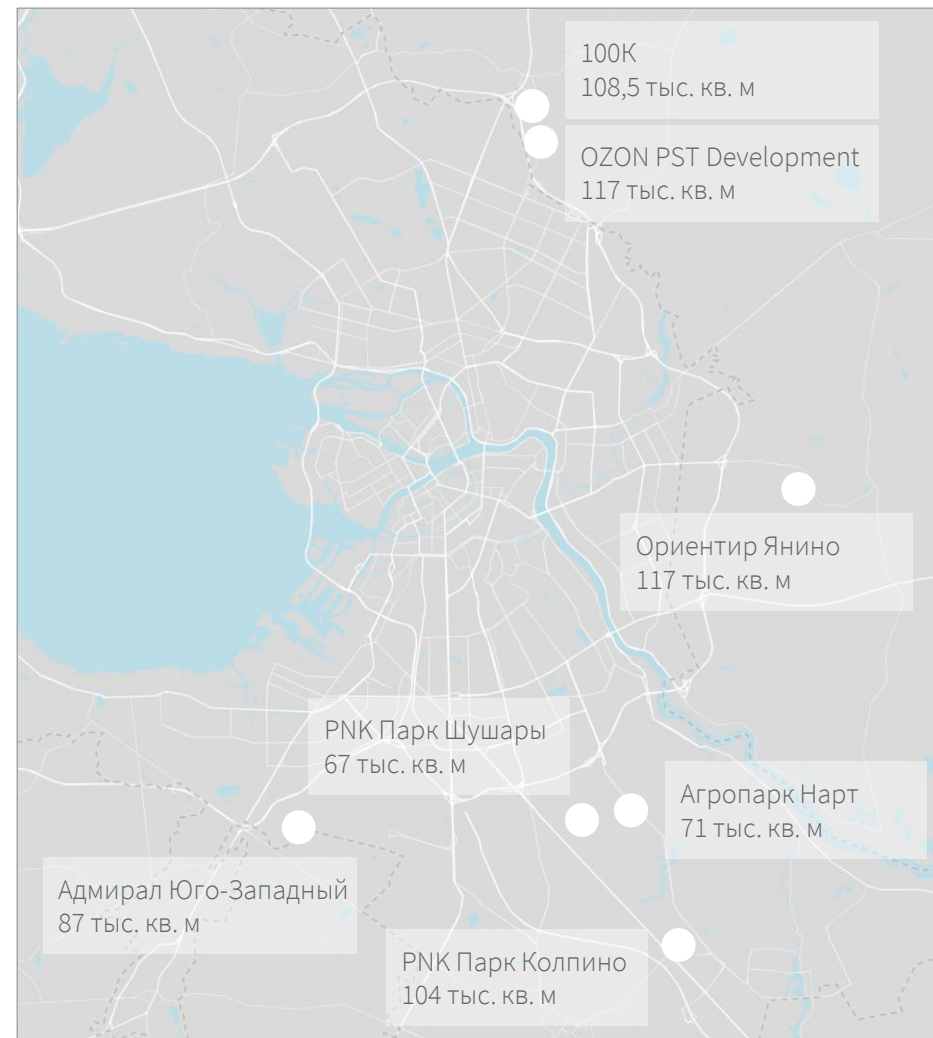 100К
108,5 тыс. кв. м
OZON PST Development
117 тыс. кв. м
Ориентир Янино
117 тыс. кв. м
PNK Парк Шушары
67 тыс. кв. м
Агропарк Нарт
71 тыс. кв. м
Адмирал Юго-Западный
87 тыс. кв. м
PNK Парк Колпино
104 тыс. кв. м